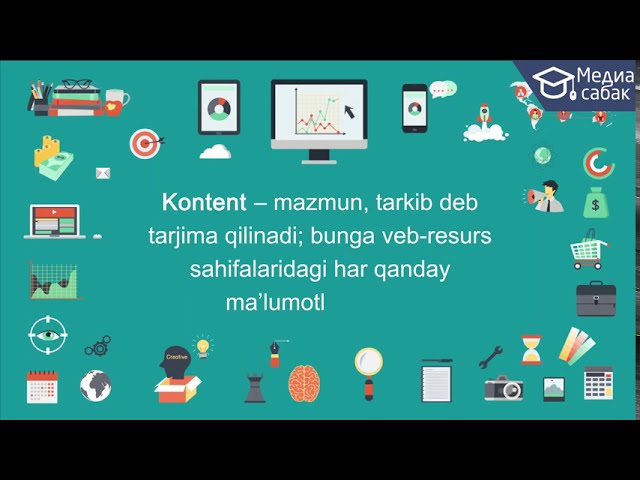 Медиа
сабак
Kontent – mazmun, tarkib deb
tarjima qilinadi; bunga veb-resurs
sahifalaridagi har qanday
ma’lumotl
Creative